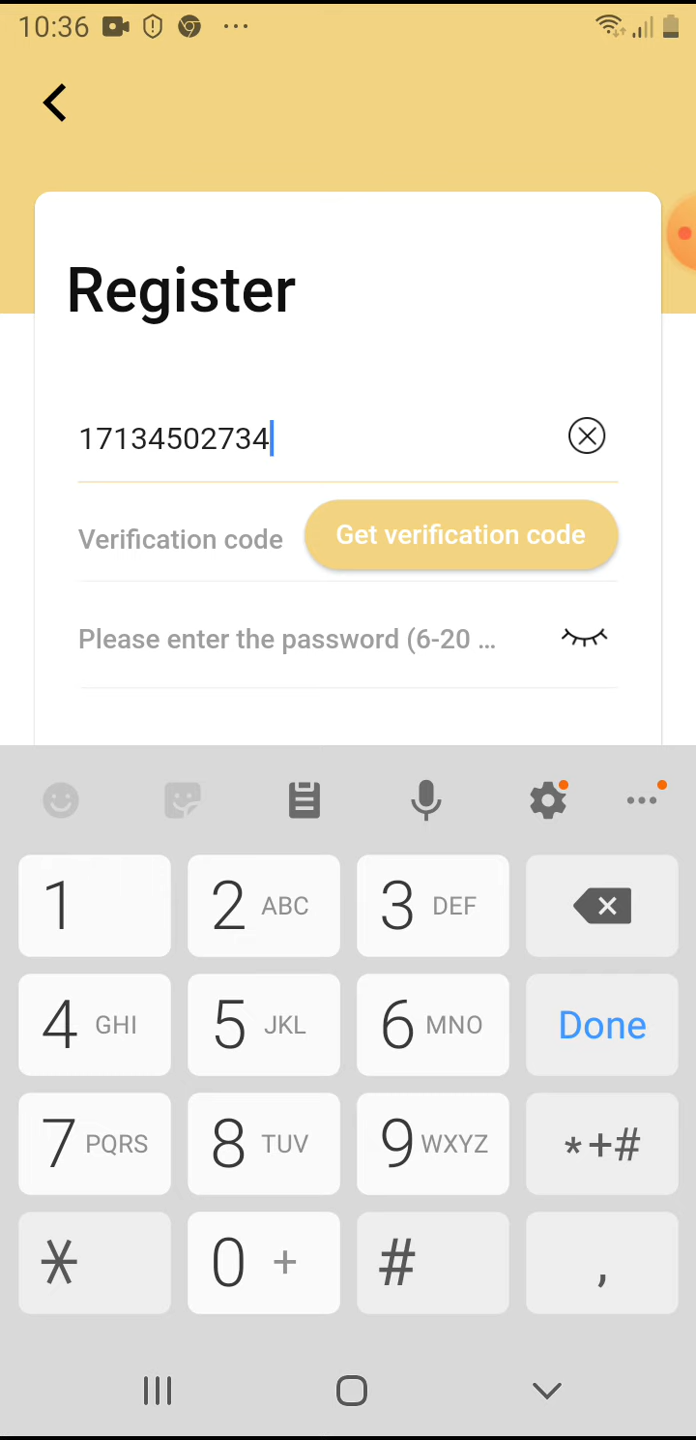 10:36
Register
17134502734
Verification code
Get verification code
Please enter the password (6-20 ...
1
2 ABC
3 DEF
4 GHI
5 JKL
6 MNO
Done
7 PQRS
8 TUV
9 WXYZ
*+#
*
0 +
#
,